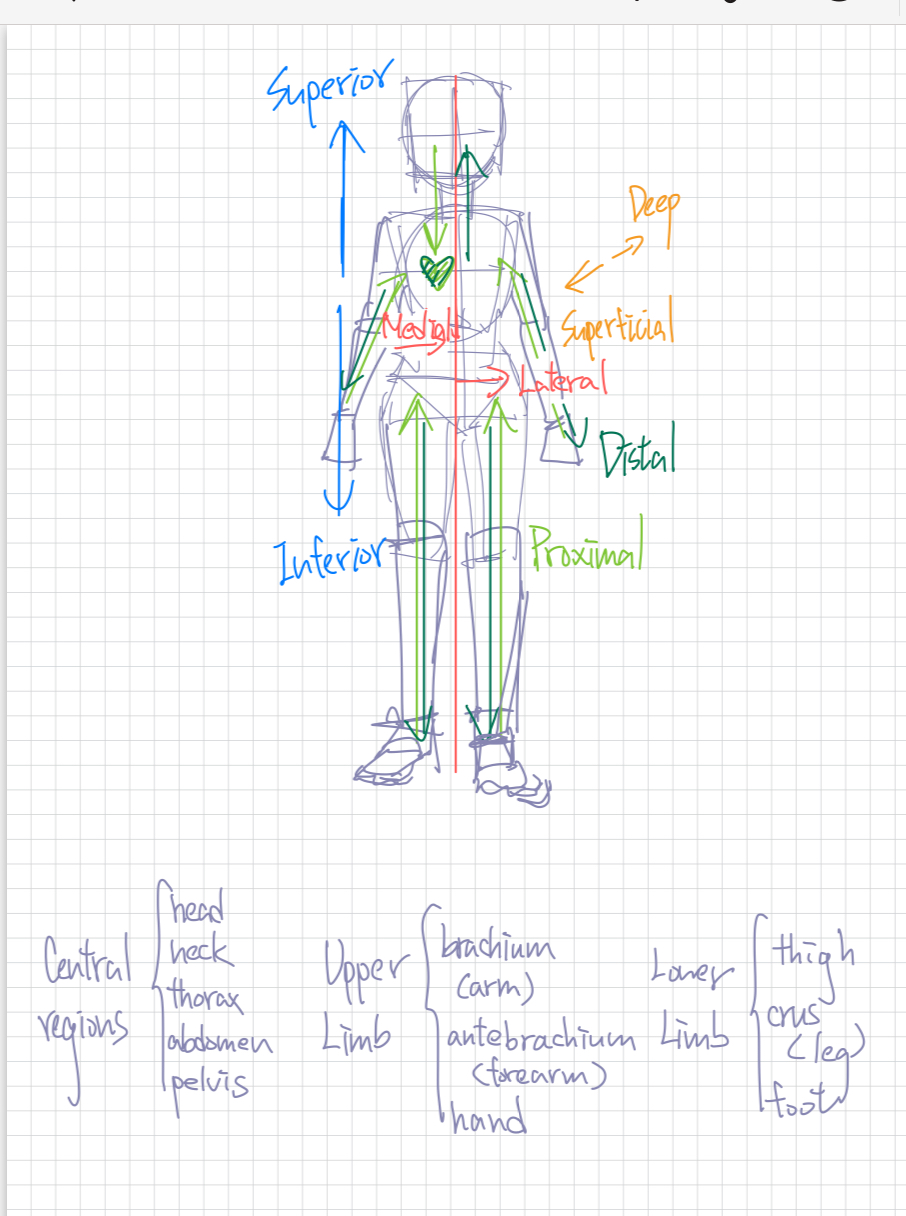 Superior
Deep
Superficial
Medial
Lateral
Distal
Inferior
Proximal
Central
regions
head
neck
thorax
abdomen
pelvis
Upper
Limb
brachium
(arm)
antebrachium
(forearm)
hand
Lower
Limb
thigh
crus
(leg)
foot